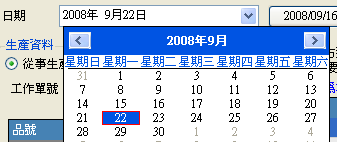 日期 2008年 9月22日 2008/09/16
生產資料 2008年9月
星期日 星期一 星期二 星期三 星期四 星期五 星期六
從事生產 31 1 2 3 4 5 6
7 8 9 10 11 12 13
工作單號 14 15 16 17 18 19 20
21 22 23 24 25 26 27
品號 28 29 30 1 2 3 4